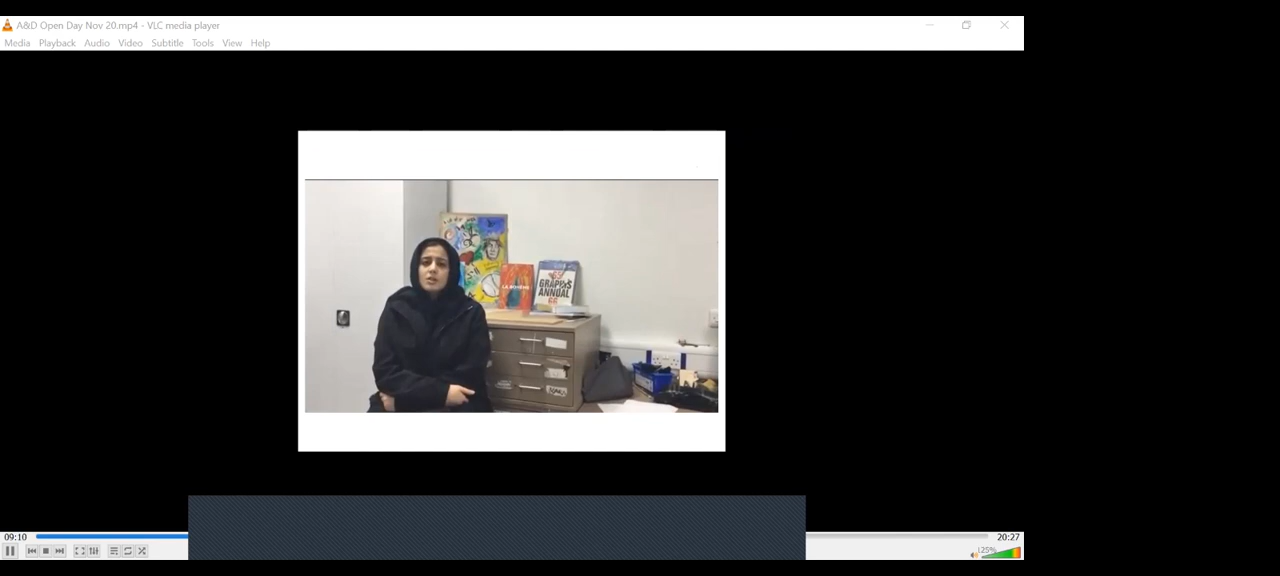 A&D Open Day Nov 20.mp4 - VLC media player
Media Playback Audio Video Subtitle Tools View Help
LA BOHÈME
GRAPHIS
ANNUAL
09:10
20:27
125%